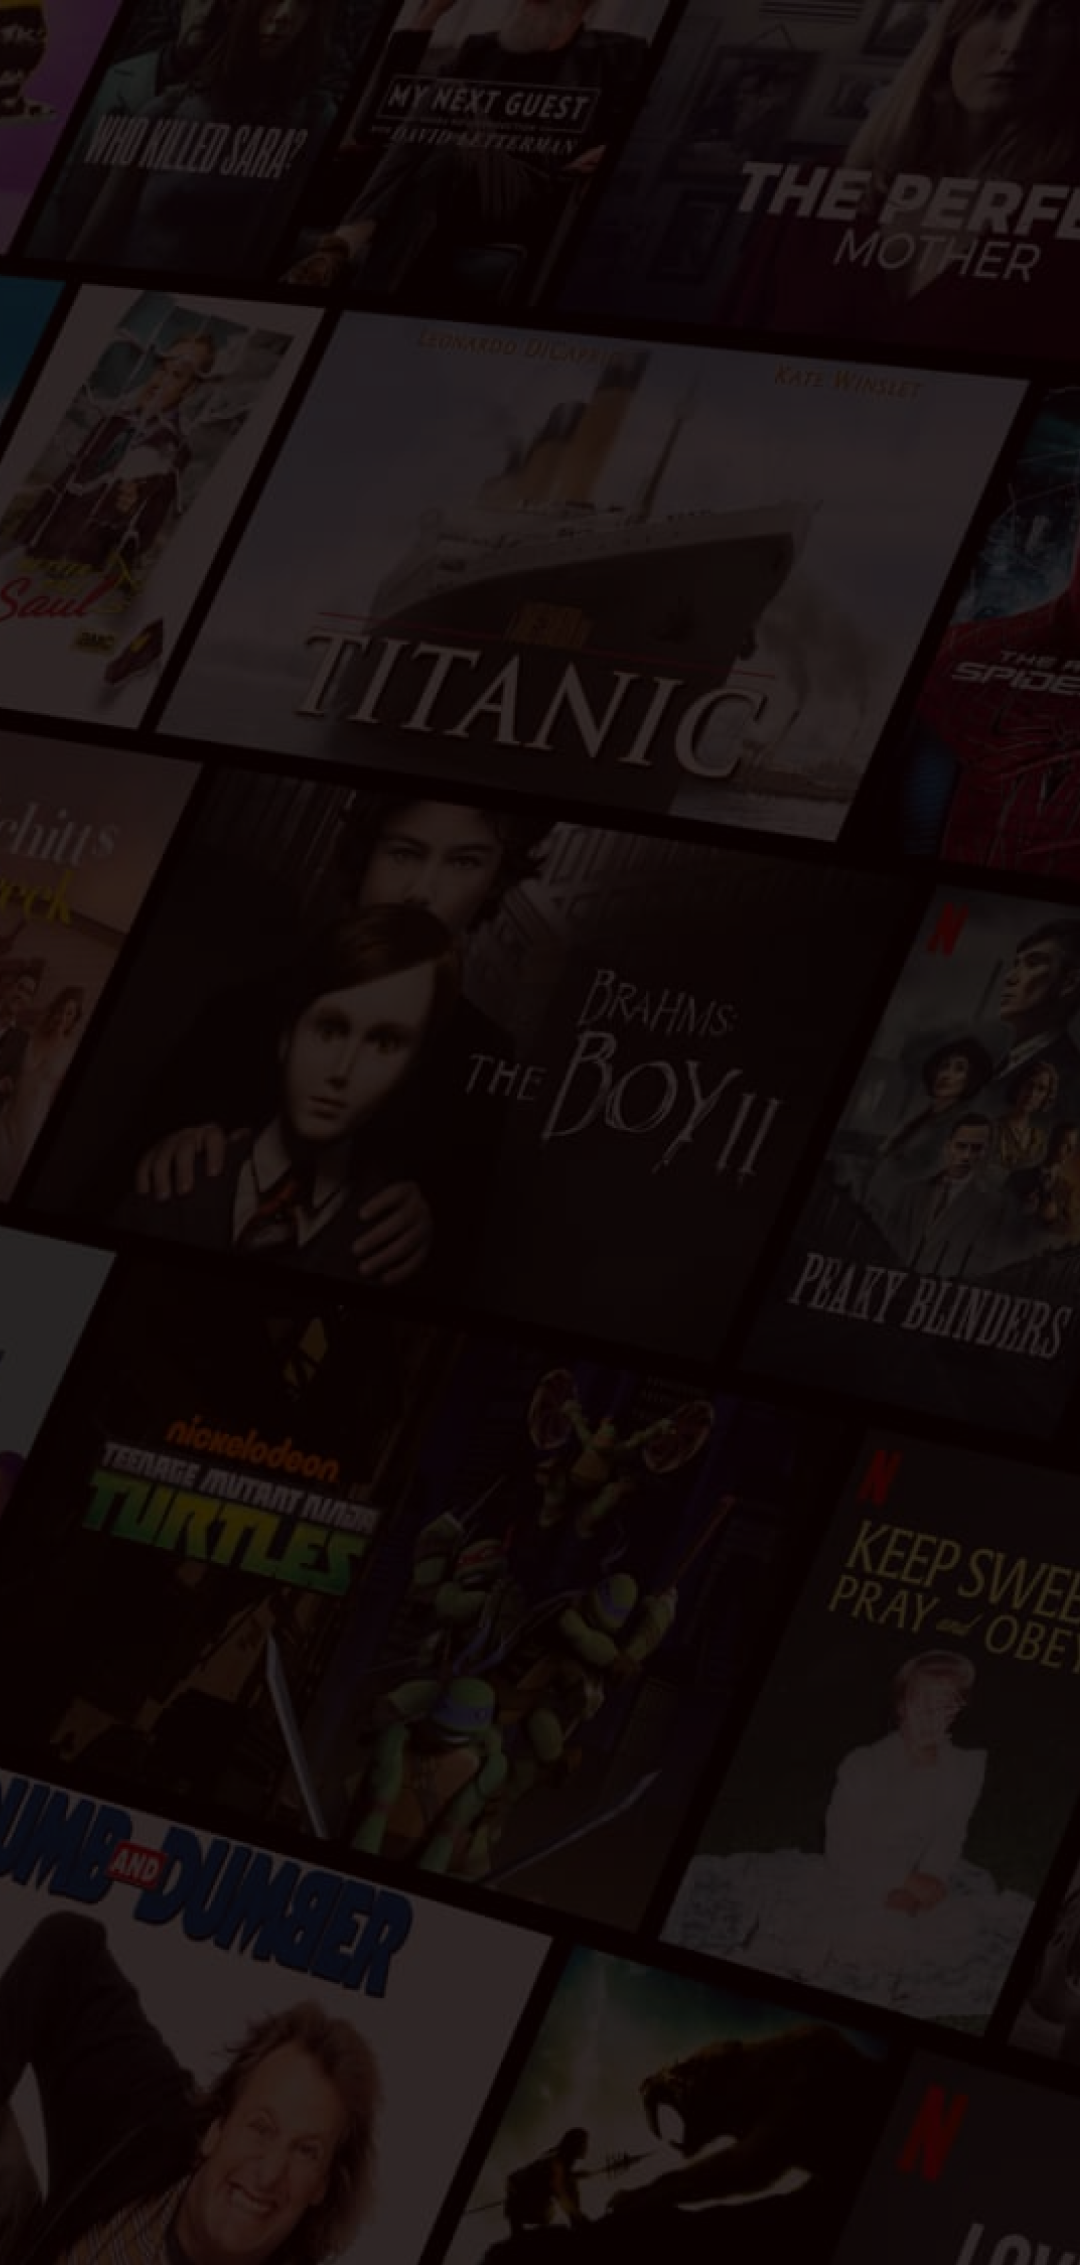 WHO KILLED SARA?
MY NEXT GUEST
DAVID LETTERMAN
THE PERFE
MOTHER
LEONARDO DICAPRIO
KATE WINSLET
Saul
AMC
TITANIC
THE A
SPIDE
chitts
eek
BRAHMS:
THE BOY II
N
PEAKY BLINDERS
nickelodeon
TEENAGE MUTANT NINJA
TURTLES
N
KEEP SWEE
PRAY and OBEY
DUMB AND DUMBER
N